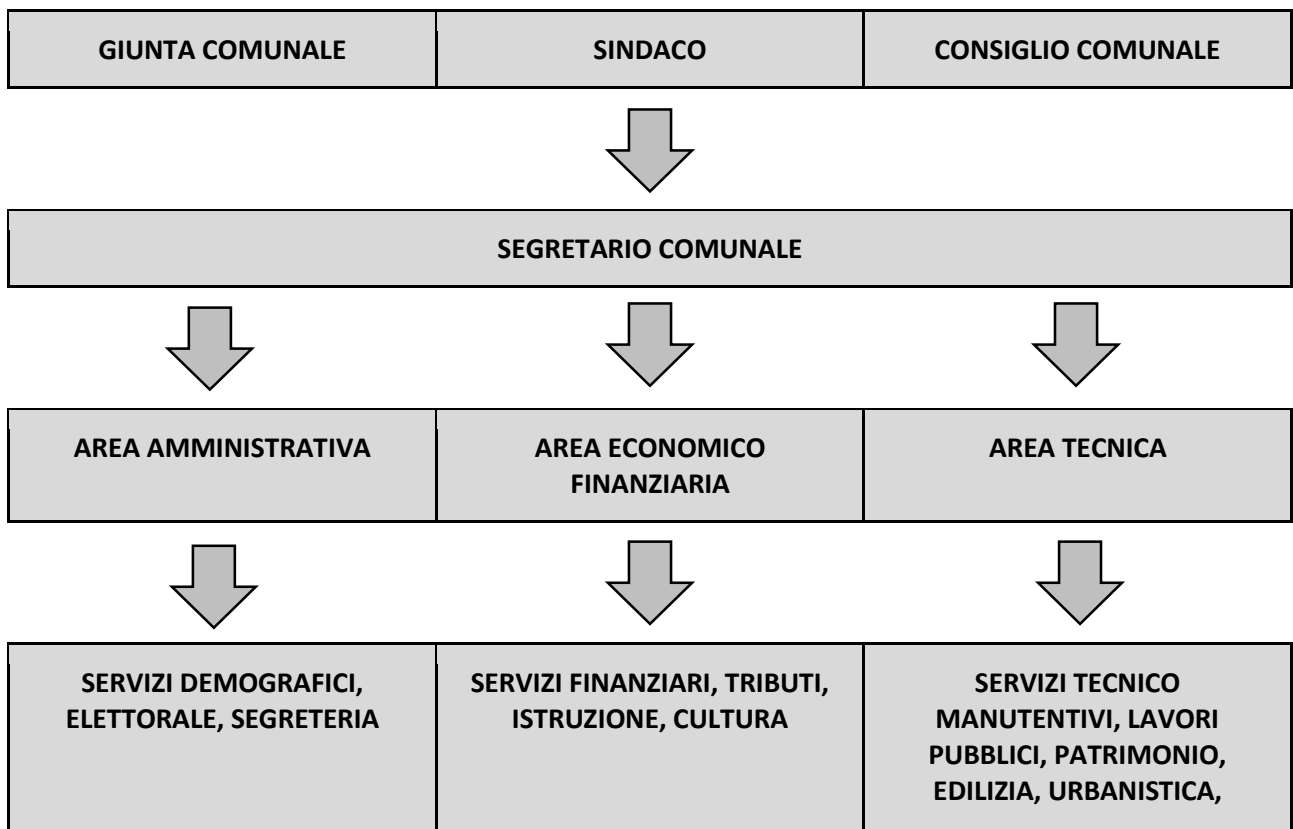 GIUNTA COMUNALE
SINDACO
CONSIGLIO COMUNALE
SEGRETARIO COMUNALE
AREA AMMINISTRATIVA
AREA ECONOMICO
FINANZIARIA
AREA TECNICA
SERVIZI DEMOGRAFICI,
ELETTORALE, SEGRETERIA
SERVIZI FINANZIARI, TRIBUTI,
ISTRUZIONE, CULTURA
SERVIZI TECNICO
MANUTENTIVI, LAVORI
PUBBLICI, PATRIMONIO,
EDILIZIA, URBANISTICA,